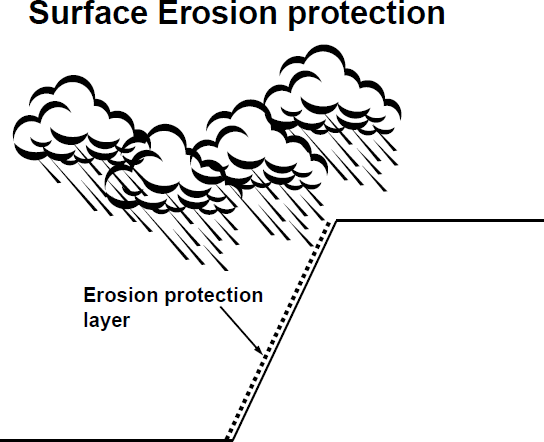 Surface Erosion protection
Erosion protection
layer